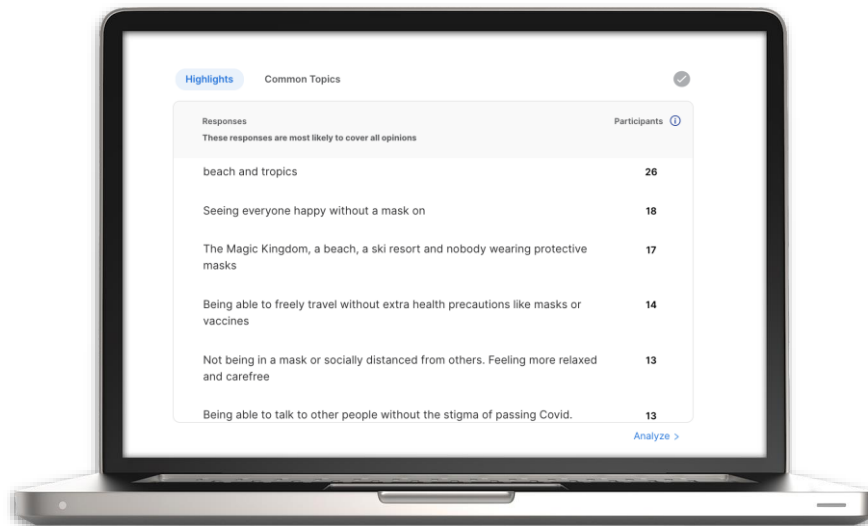 Highlights Common Topics
Responses Participants
These responses are most likely to cover all opinions
beach and tropics 26
Seeing everyone happy without a mask on 18
The Magic Kingdom, a beach, a ski resort and nobody wearing protective 17
masks
Being able to freely travel without extra health precautions like masks or 14
vaccines
Not being in a mask or socially distanced from others. Feeling more relaxed 13
and carefree
Being able to talk to other people without the stigma of passing Covid. 13
Analyze >